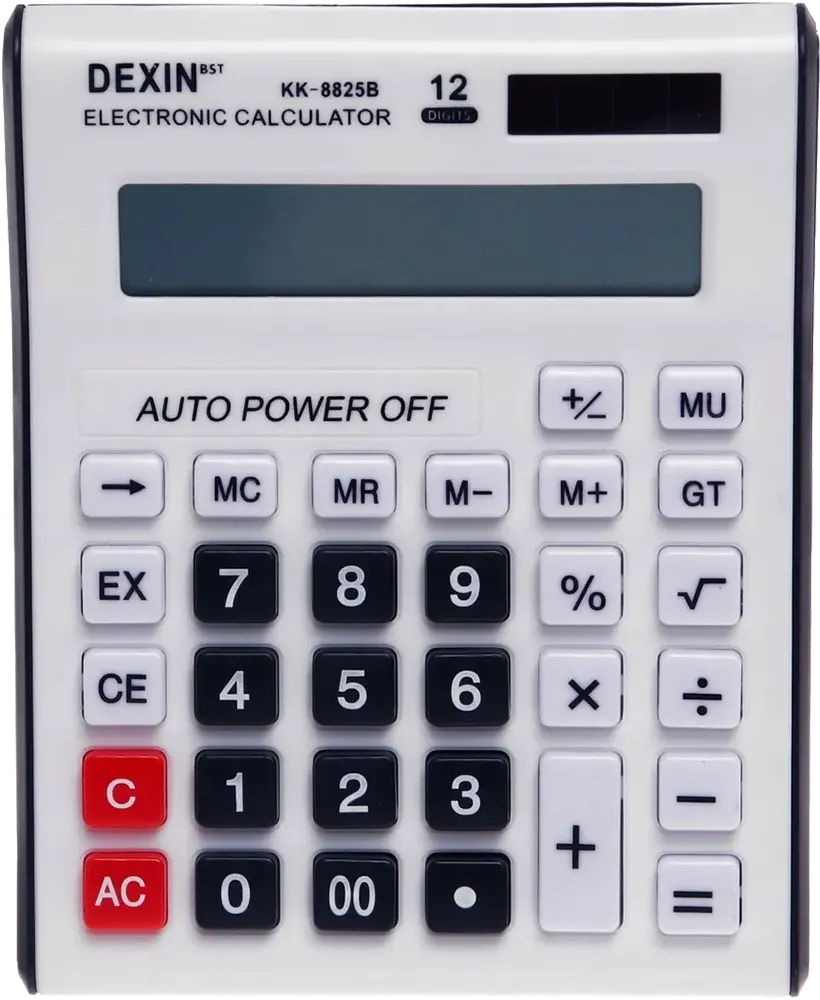 DEXIN BST
KK-8825B
ELECTRONIC CALCULATOR
12
DIGITS
AUTO POWER OFF
+/− MU
→ MC MR M− M+ GT
EX 7 8 9 % √
CE 4 5 6 × ÷
C 1 2 3 −
AC 0 00 • + =